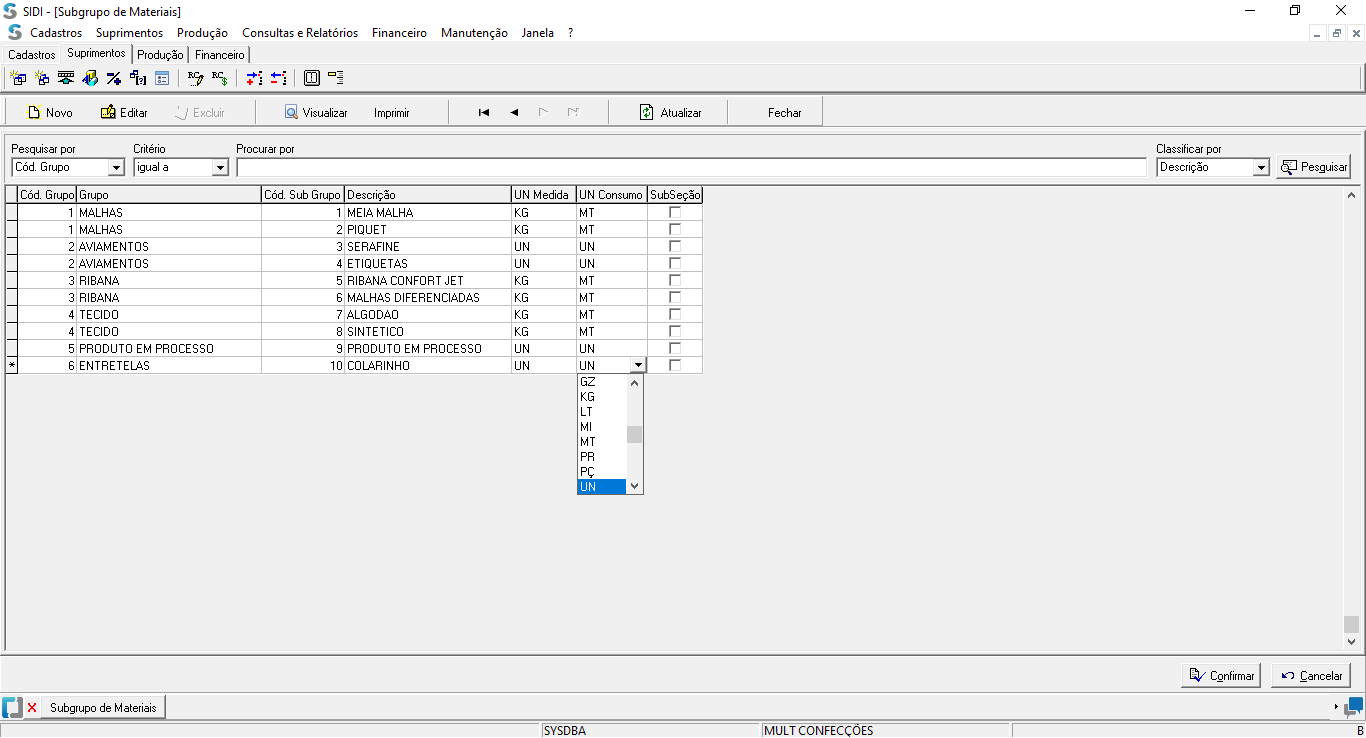 SIDI - [Subgrupo de Materiais]
Cadastros Suprimentos Produção Consultas e Relatórios Financeiro Manutenção Janela ?
Cadastros Suprimentos Produção Financeiro
Novo Editar Excluir Visualizar Imprimir Atualizar Fechar
Pesquisar por Critério Procurar por Classificar por
Cód. Grupo igual a Descrição Pesquisar
Cód. Grupo Grupo Cód. Sub Grupo Descrição UN Medida UN Consumo SubSeção
1 MALHAS 1 MEIA MALHA KG MT
1 MALHAS 2 PIQUET KG MT
2 AVIAMENTOS 3 SERAFINE UN UN
2 AVIAMENTOS 4 ETIQUETAS UN UN
3 RIBANA 5 RIBANA CONFORT JET KG MT
3 RIBANA 6 MALHAS DIFERENCIADAS KG MT
4 TECIDO 7 ALGODAO KG MT
4 TECIDO 8 SINTETICO KG MT
5 PRODUTO EM PROCESSO 9 PRODUTO EM PROCESSO UN UN
* 6 ENTRETELAS 10 COLARINHO UN UN
GZ
KG
LT
MI
MT
PR
PÇ
UN
Confirmar Cancelar
Subgrupo de Materiais
SYSDBA MULT CONFECÇÕES B